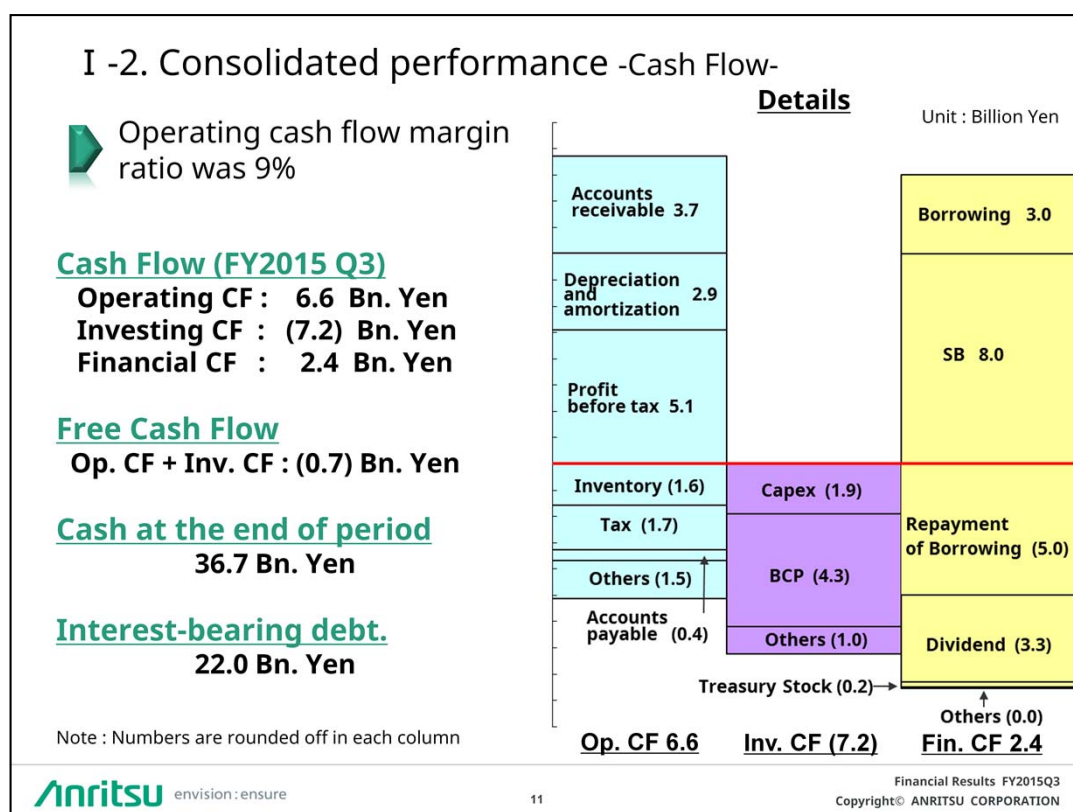 I -2. Consolidated performance -Cash Flow-
Details
Unit : Billion Yen
Operating cash flow margin
ratio was 9%
Cash Flow (FY2015 Q3)
Operating CF : 6.6 Bn. Yen
Investing CF : (7.2) Bn. Yen
Financial CF : 2.4 Bn. Yen
Free Cash Flow
Op. CF + Inv. CF : (0.7) Bn. Yen
Cash at the end of period
36.7 Bn. Yen
Interest-bearing debt.
22.0 Bn. Yen
Note : Numbers are rounded off in each column
Accounts
receivable 3.7
Depreciation
and 2.9
amortization
Profit
before tax 5.1
Inventory (1.6)
Tax (1.7)
Others (1.5)
Accounts
payable (0.4)
Op. CF 6.6
Capex (1.9)
BCP (4.3)
Others (1.0)
Inv. CF (7.2)
Borrowing 3.0
SB 8.0
Repayment
of Borrowing (5.0)
Dividend (3.3)
Treasury Stock (0.2)
Others (0.0)
Fin. CF 2.4
Anritsu envision : ensure
11
Financial Results FY2015Q3
Copyright© ANRITSU CORPORATION